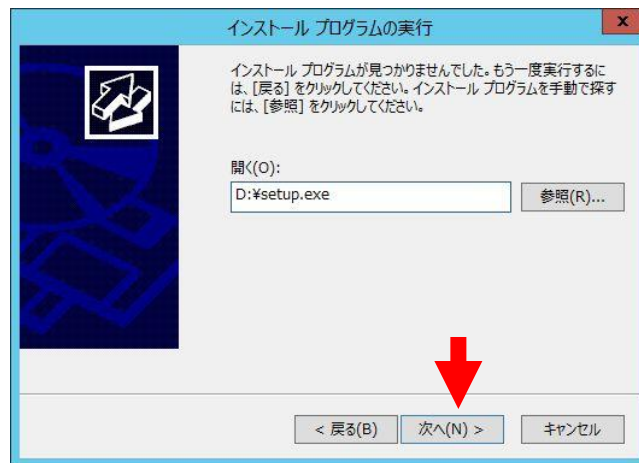 インストール プログラムの実行
x
インストール プログラムが見つかりませんでした。もう一度実行するに
は、[戻る] をクリックしてください。インストール プログラムを手動で探す
には、[参照] をクリックしてください。
開く(O):
D:¥setup.exe
参照(R)...
< 戻る(B)
次へ(N) >
キャンセル